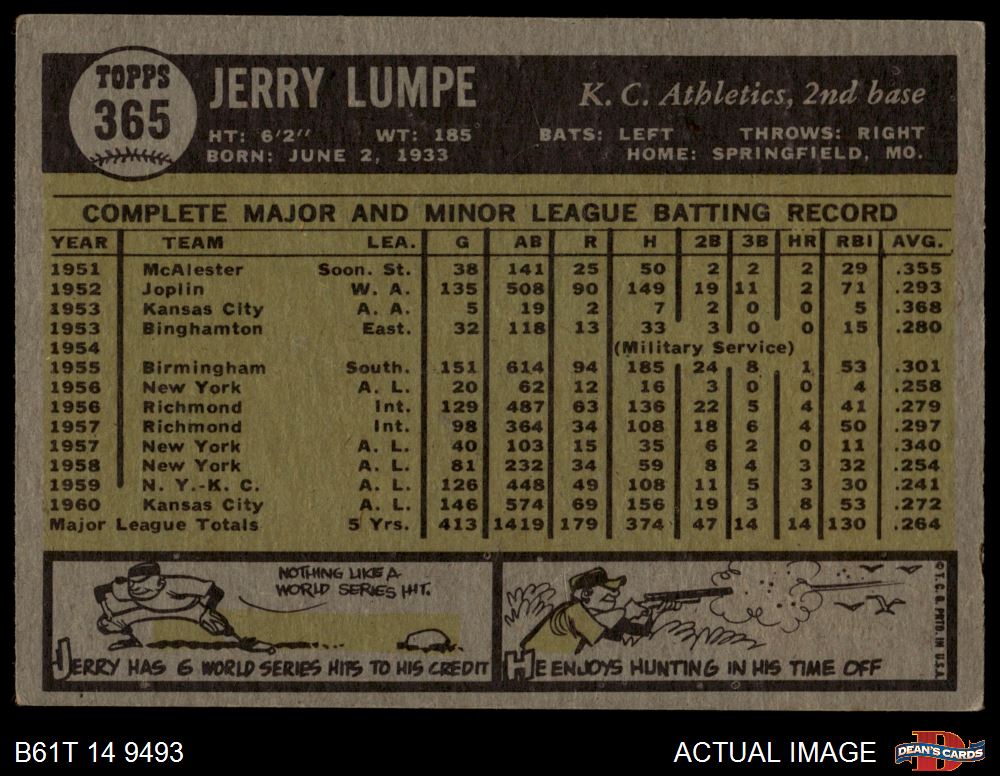 TOPPS
365
JERRY LUMPE
K. C. Athletics, 2nd base
HT: 6'2" WT: 185 BATS: LEFT THROWS: RIGHT
BORN: JUNE 2, 1933 HOME: SPRINGFIELD, MO.
COMPLETE MAJOR AND MINOR LEAGUE BATTING RECORD
YEAR TEAM LEA. G AB R H 2B 3B HR RBI AVG.
1951 McAlester Soon. St. 38 141 25 50 2 2 2 29 .355
1952 Joplin W. A. 135 508 90 149 19 11 2 71 .293
1953 Kansas City A. A. 5 19 2 7 2 0 0 5 .368
1953 Binghamton East. 32 118 13 33 3 0 0 15 .280
1954 (Military Service)
1955 Birmingham South. 151 614 94 185 24 8 1 53 .301
1956 New York A. L. 20 62 12 16 3 0 0 4 .258
1956 Richmond Int. 129 487 63 136 22 5 4 41 .279
1957 Richmond Int. 98 364 34 108 18 6 4 50 .297
1957 New York A. L. 40 103 15 35 6 2 0 11 .340
1958 New York A. L. 81 232 34 59 8 4 3 32 .254
1959 N. Y.-K. C. A. L. 126 448 49 108 11 5 3 30 .241
1960 Kansas City A. L. 146 574 69 156 19 3 8 53 .272
Major League Totals 5 Yrs. 413 1419 179 374 47 14 14 130 .264
NOTHING LIKE A
WORLD SERIES HIT.
JERRY HAS 6 WORLD SERIES HITS TO HIS CREDIT
HE ENJOYS HUNTING IN HIS TIME OFF
© T. C. G. PRTD. IN U.S.A.
B61T 14 9493
ACTUAL IMAGE
DEAN'S CARDS